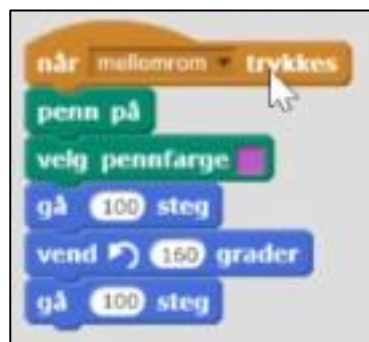 når mellomrom trykkes
penn på
velg pennfarge
gå 100 steg
vend 160 grader
gå 100 steg